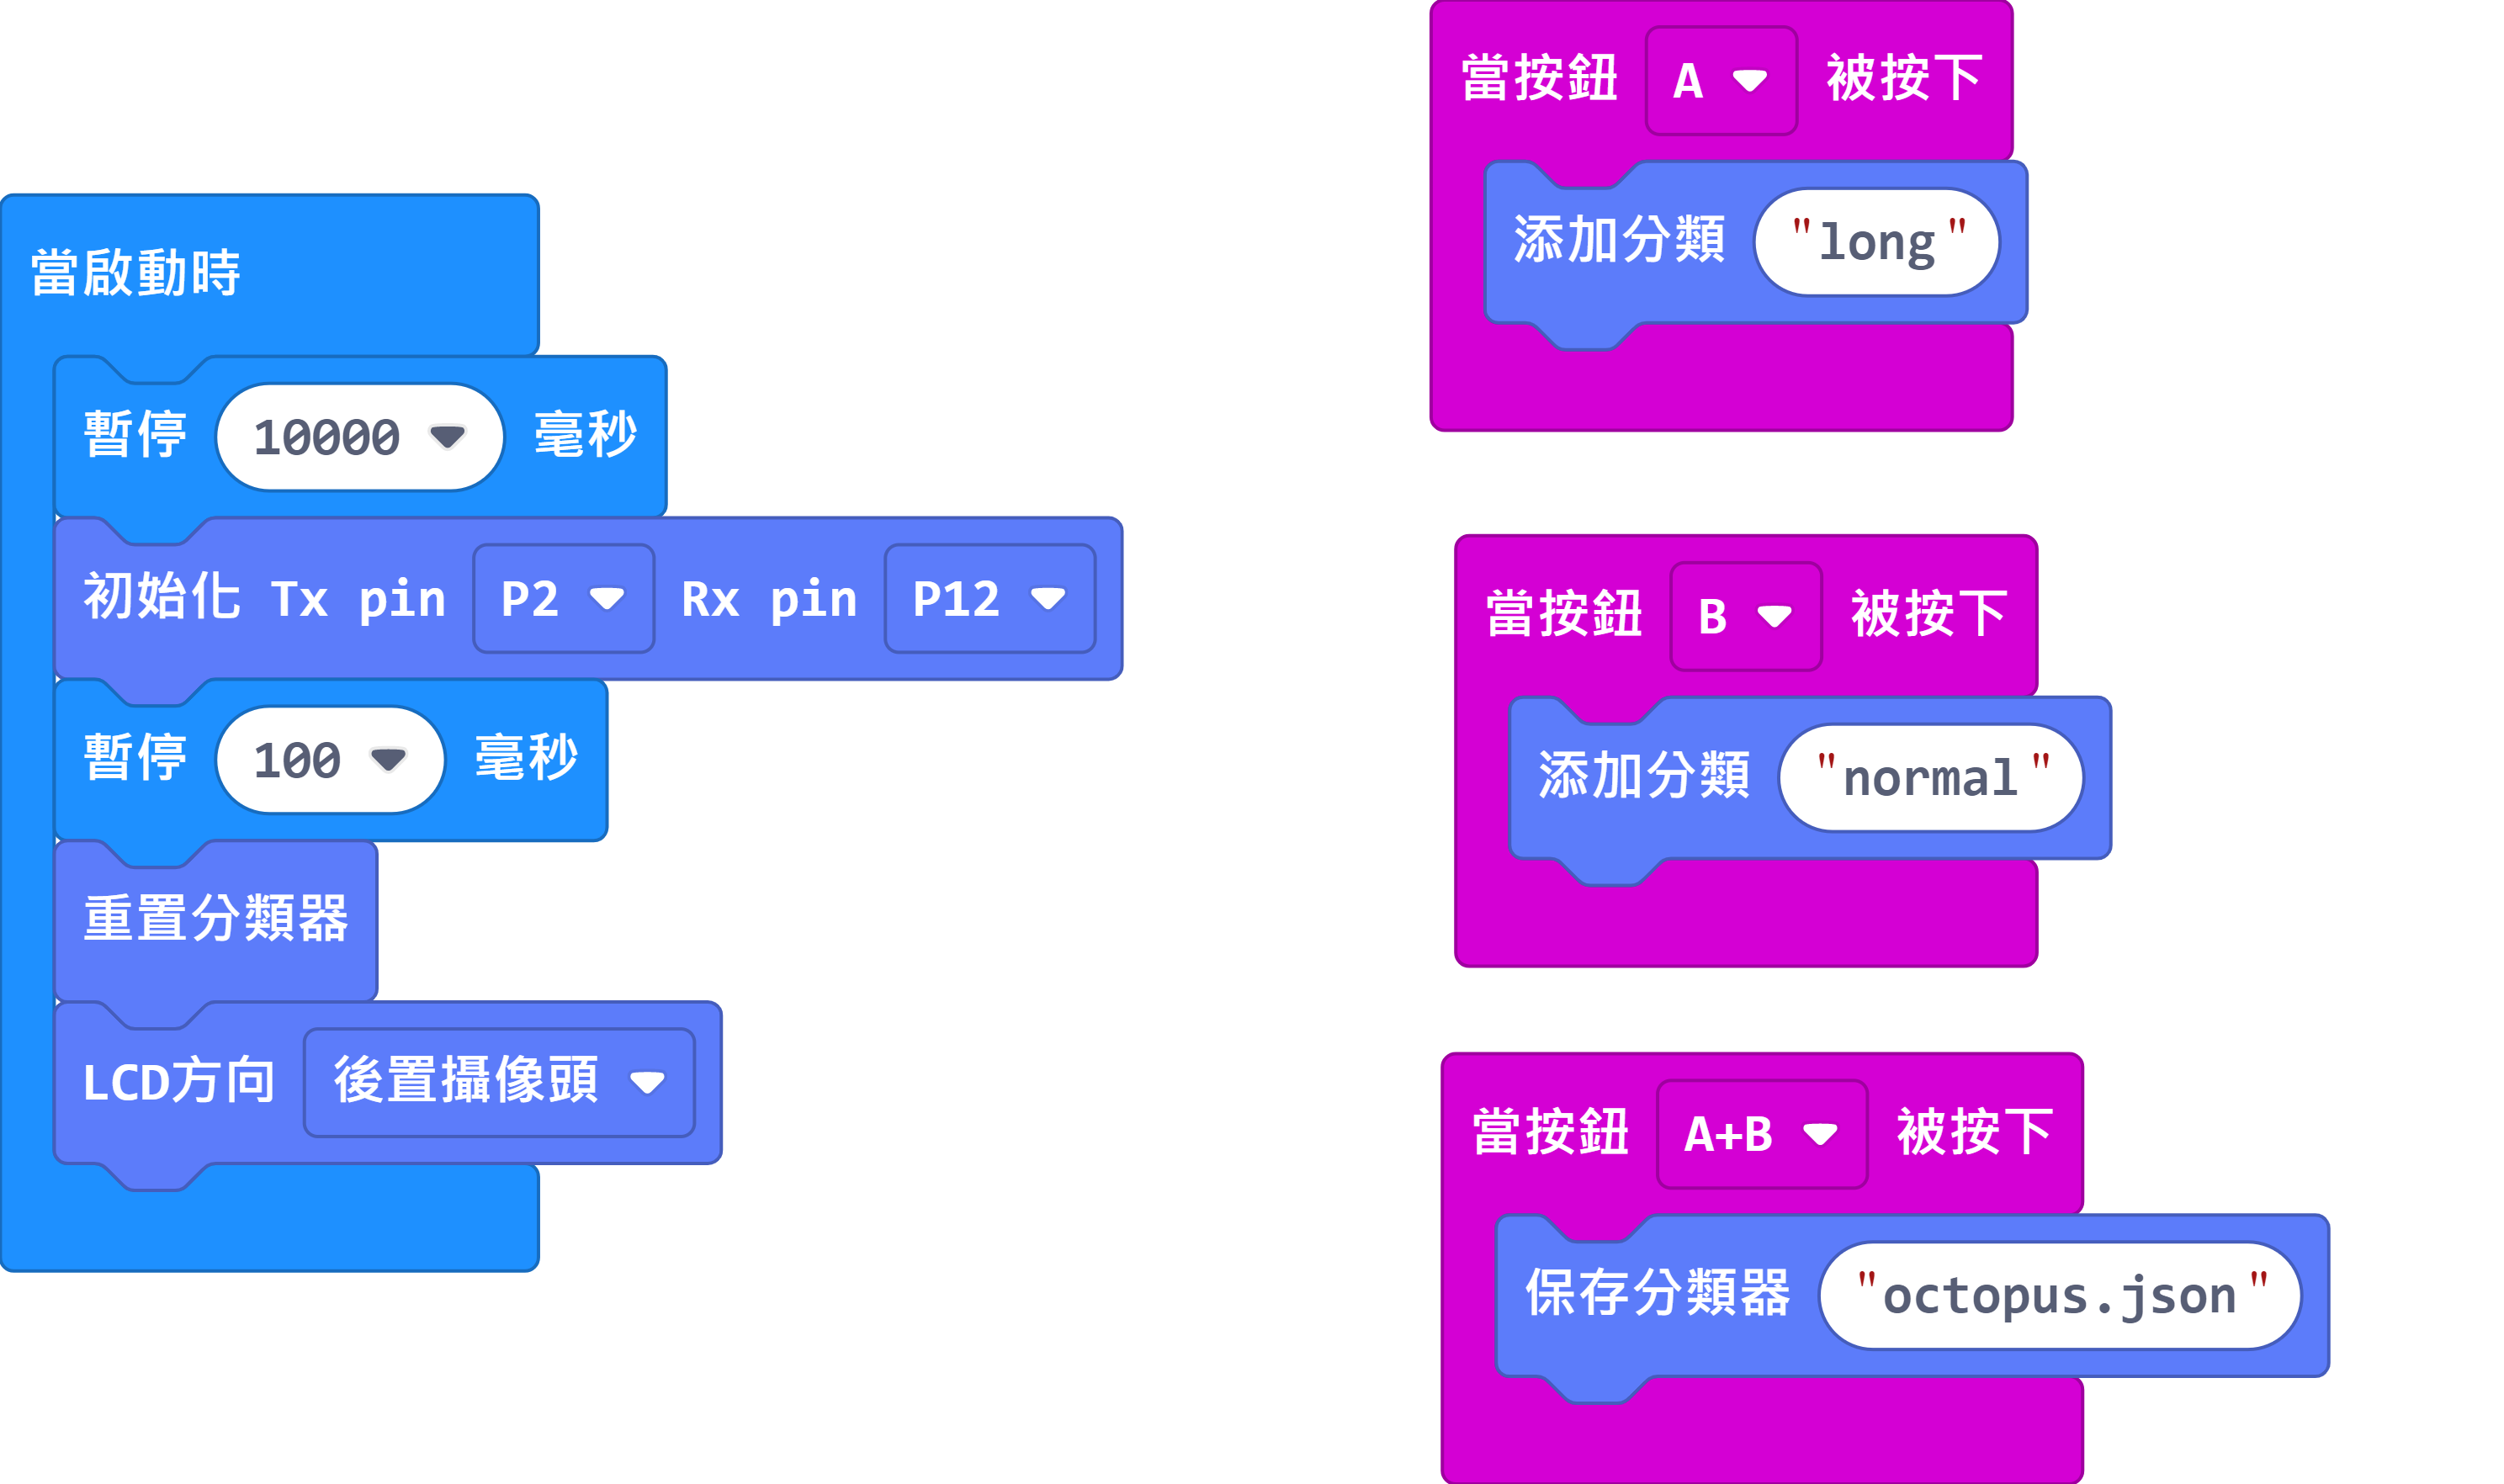 當啟動時
暫停 10000 毫秒
初始化 Tx pin P2 Rx pin P12
暫停 100 毫秒
重置分類器
LCD方向 後置攝像頭
當按鈕 A 被按下
添加分類 "long"
當按鈕 B 被按下
添加分類 "normal"
當按鈕 A+B 被按下
保存分類器 "octopus.json"